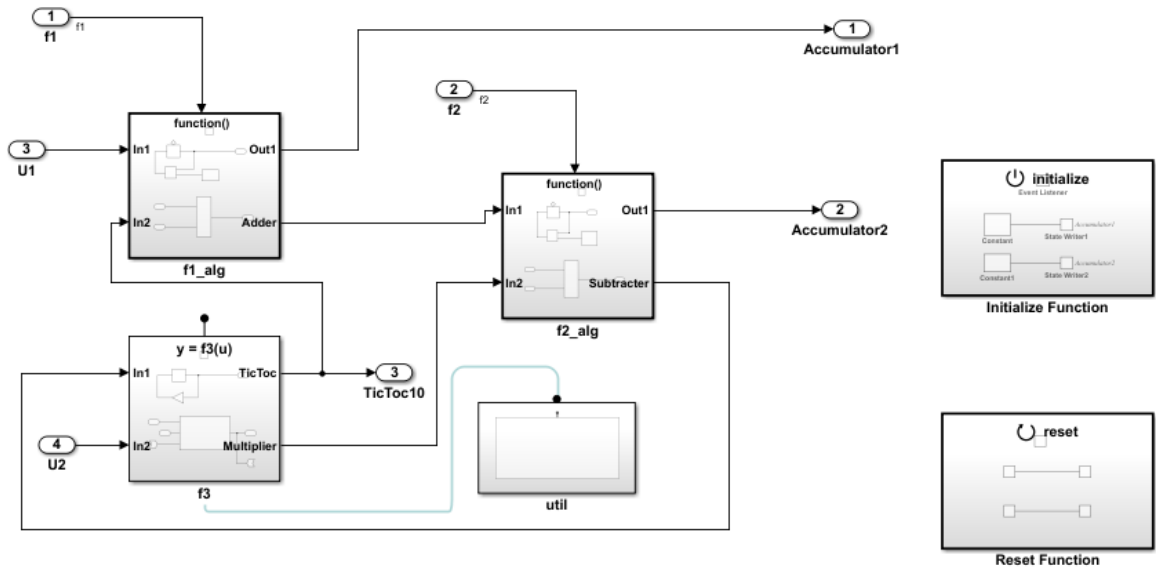 1
f1
f1
function()
In1
Out1
In2
Adder
f1_alg
3
U1
1
Accumulator1
2
f2
f2
function()
In1
Out1
In2
Subtracter
f2_alg
2
Accumulator2
y = f3(u)
In1
TicToc
In2
Multiplier
f3
4
U2
3
TicToc10
f
util
initialize
Event Listener
Constant
Accumulator1
State Writer1
Constant1
Accumulator2
State Writer2
Initialize Function
reset
Reset Function